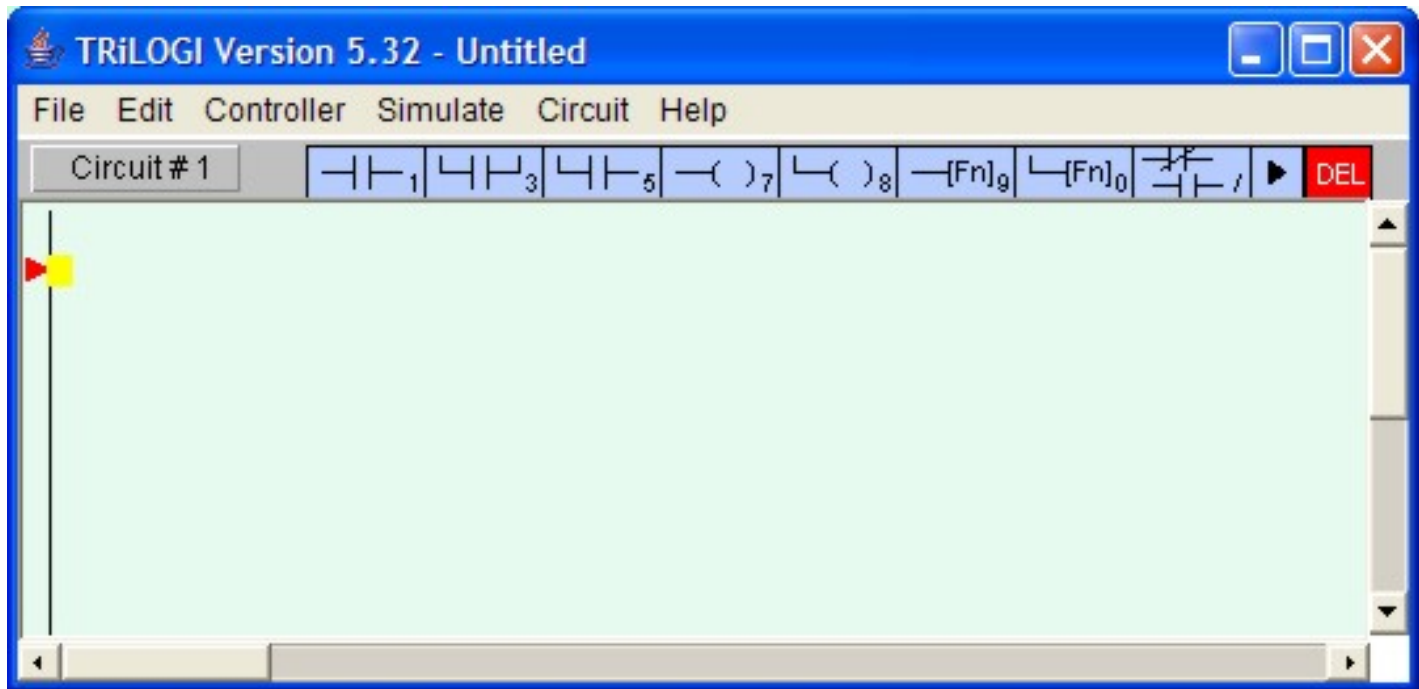 TRiLOGI Version 5.32 - Untitled
File Edit Controller Simulate Circuit Help
Circuit # 1 1 3 5 ( )7 ( )8 [Fn]9 [Fn]0 / DEL